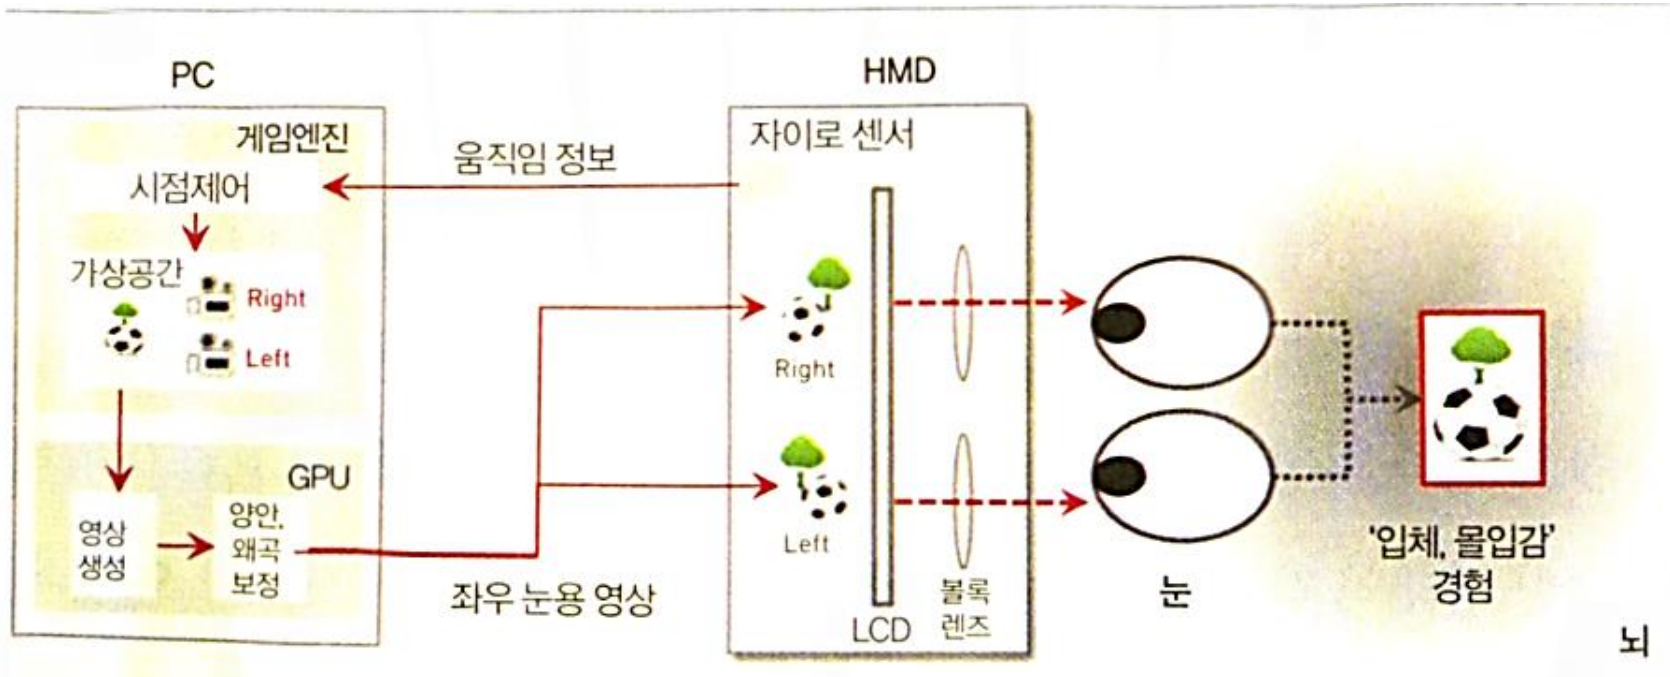 PC
게임엔진
시점제어
가상공간
Right
Left
GPU
영상
생성
양안,
왜곡
보정
움직임 정보
좌우 눈용 영상
HMD
자이로 센서
Right
Left
LCD
볼록
렌즈
눈
'입체, 몰입감'
경험
뇌